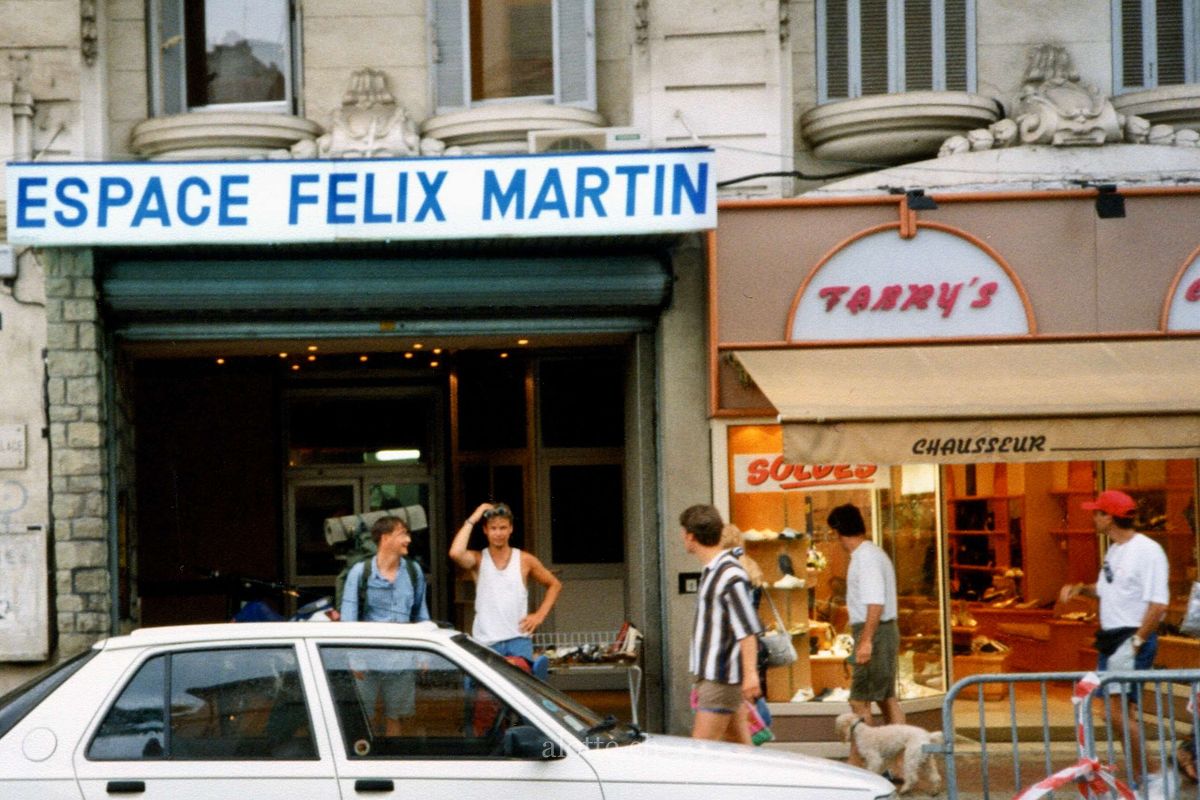 ESPACE FELIX MARTIN
TARRY'S
CHAUSSEUR
SOLDES